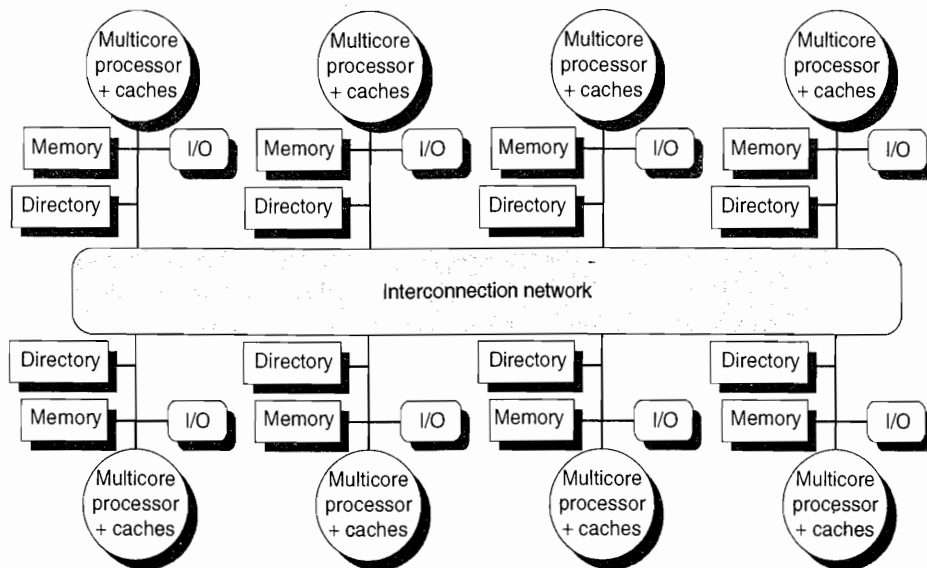 Multicore
processor
+ caches
Multicore
processor
+ caches
Multicore
processor
+ caches
Multicore
processor
+ caches
Memory
I/O
Memory
I/O
Memory
I/O
Memory
I/O
Directory
Directory
Directory
Directory
Interconnection network
Directory
Directory
Directory
Directory
Memory
I/O
Memory
I/O
Memory
I/O
Memory
I/O
Multicore
processor
+ caches
Multicore
processor
+ caches
Multicore
processor
+ caches
Multicore
processor
+ caches